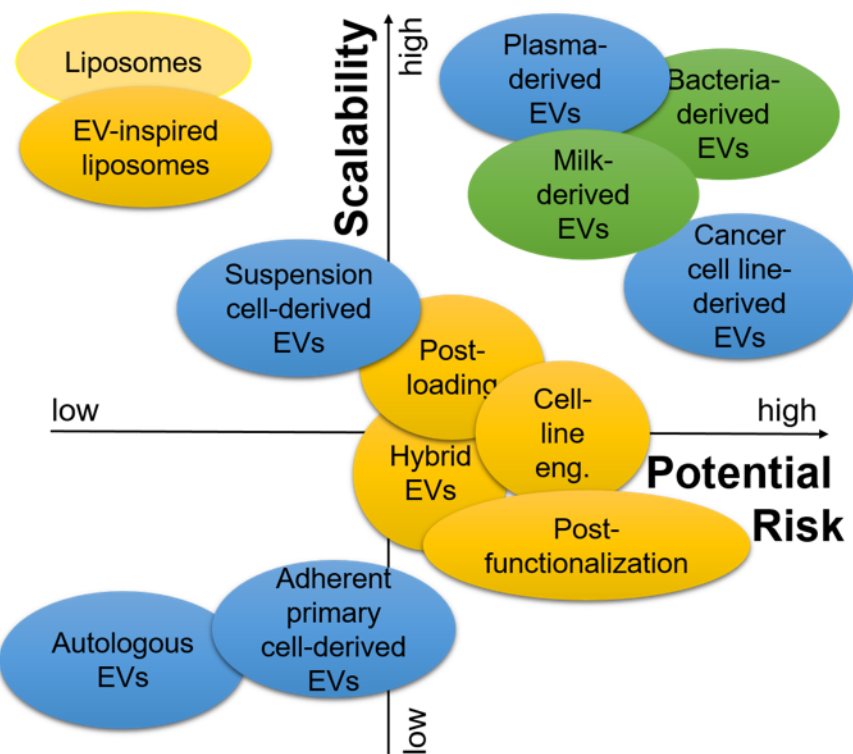 Liposomes
EV-inspired
liposomes
Scalability
high
Plasma-
derived
EVs
Bacteria-
derived
EVs
Milk-
derived
EVs
Cancer
cell line-
derived
EVs
Suspension
cell-derived
EVs
Post-
loading
Cell-
line
eng.
low
high
Hybrid
EVs
Potential
Risk
Post-
functionalization
Adherent
primary
cell-derived
EVs
Autologous
EVs
low